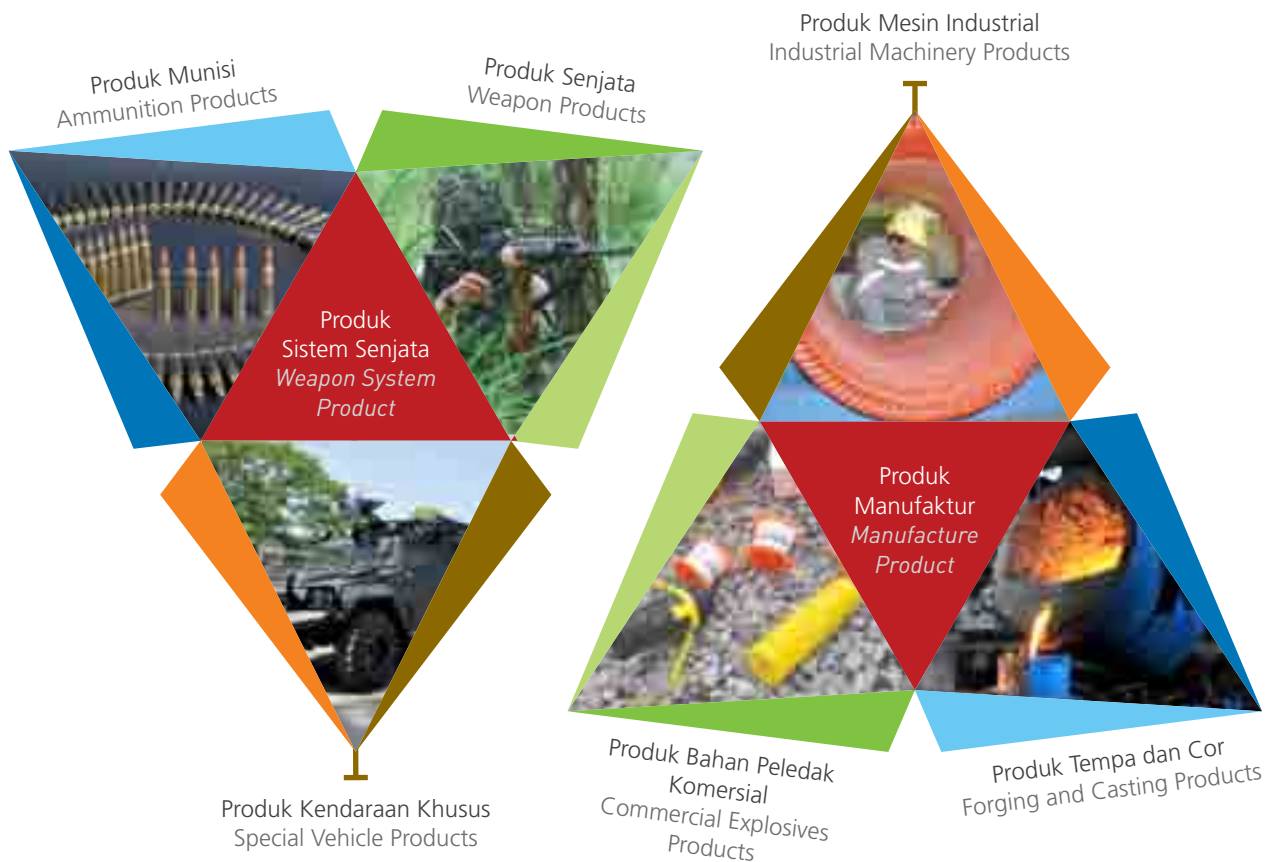 Produk Munisi
Ammunition Products
Produk Senjata
Weapon Products
Produk
Sistem Senjata
Weapon System
Product
Produk Kendaraan Khusus
Special Vehicle Products
Produk Mesin Industrial
Industrial Machinery Products
Produk
Manufaktur
Manufacture
Product
Produk Bahan Peledak
Komersial
Commercial Explosives
Products
Produk Tempa dan Cor
Forging and Casting Products